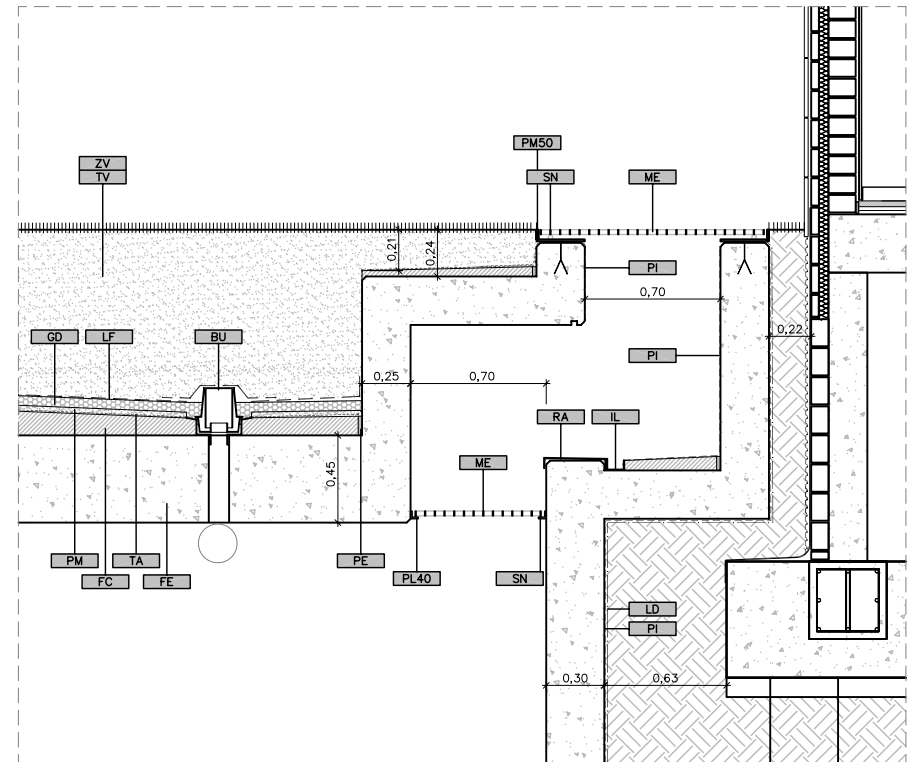 PM50
ZV
TV
SN
ME
0,21
0,24
PI
0,70
GD
LF
BU
0,22
PI
0,25
0,70
RA
IL
ME
0,45
PM
TA
PE
FC
FE
PL40
SN
LD
PI
0,30
0,63